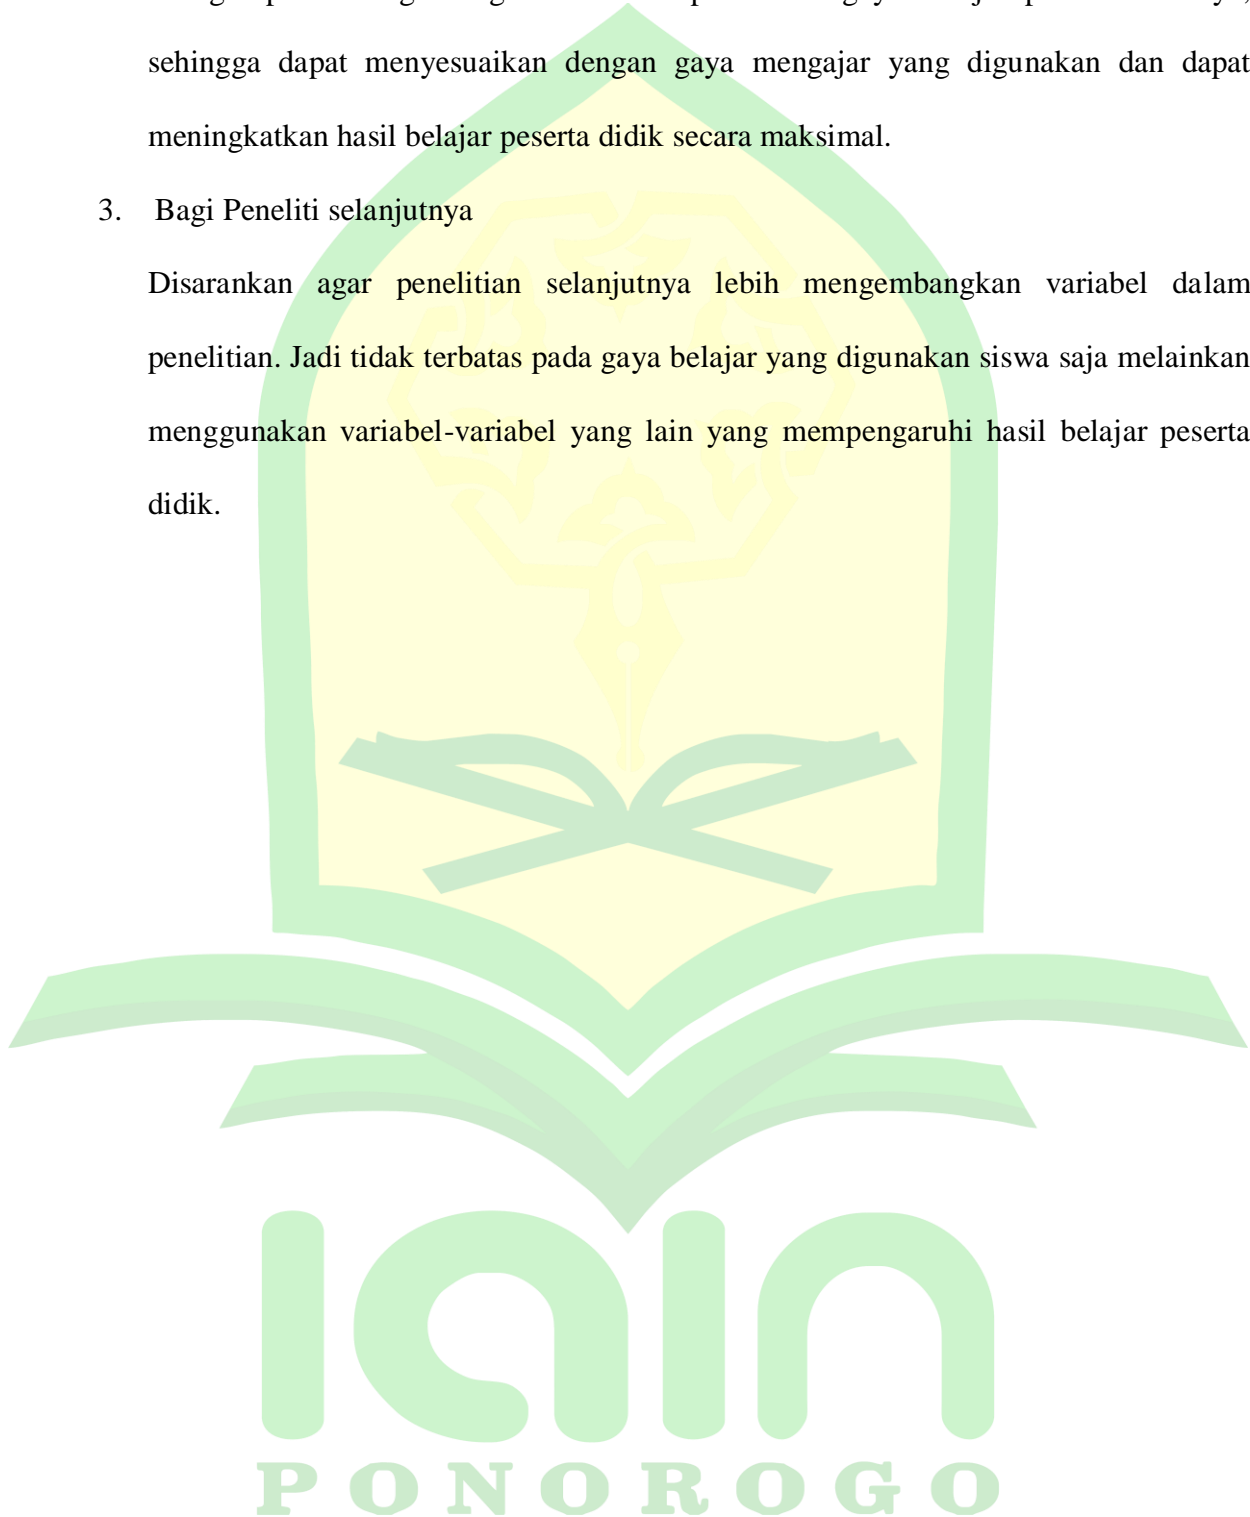 sehingga dapat menyesuaikan dengan gaya mengajar yang digunakan dan dapat
meningkatkan hasil belajar peserta didik secara maksimal.
3. Bagi Peneliti selanjutnya
Disarankan agar penelitian selanjutnya lebih mengembangkan variabel dalam
penelitian. Jadi tidak terbatas pada gaya belajar yang digunakan siswa saja melainkan
menggunakan variabel-variabel yang lain yang mempengaruhi hasil belajar peserta
didik.
iain
PONOROGO